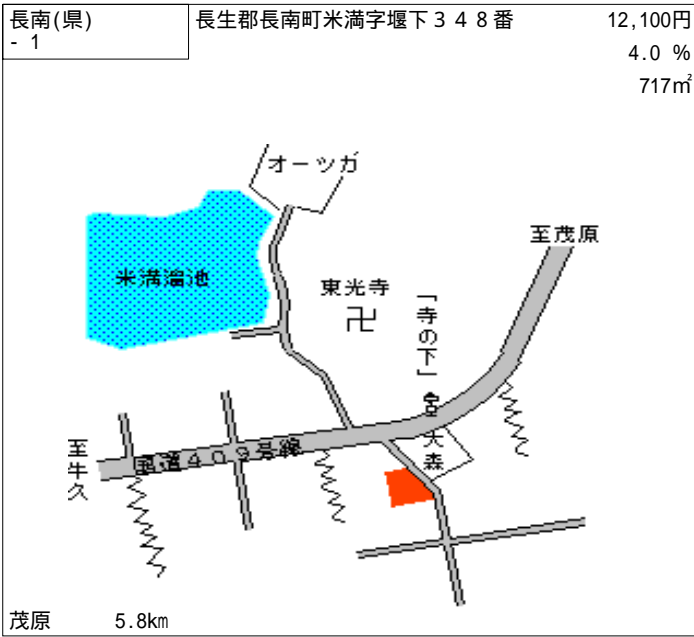 長南(県)
- 1
長生郡長南町米満字堰下３４８番
12,100円
4.0 %
717㎡
オーツカ
至茂原
米満溜池
東光寺
「寺の下」
大森
至牛久
国道４０９号線
茂原 5.8km